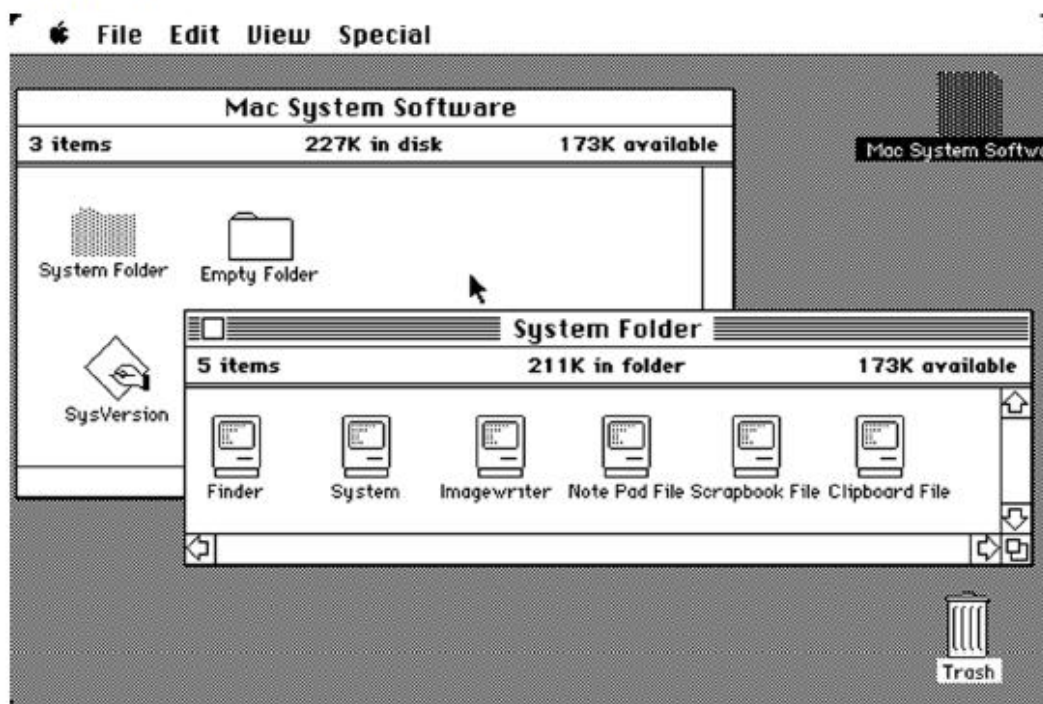 File Edit View Special
Mac System Software
3 items 227K in disk 173K available
Mac System Softwa
System Folder Empty Folder
SysVersion
System Folder
5 items 211K in folder 173K available
Finder System Imagewriter Note Pad File Scrapbook File Clipboard File
Trash